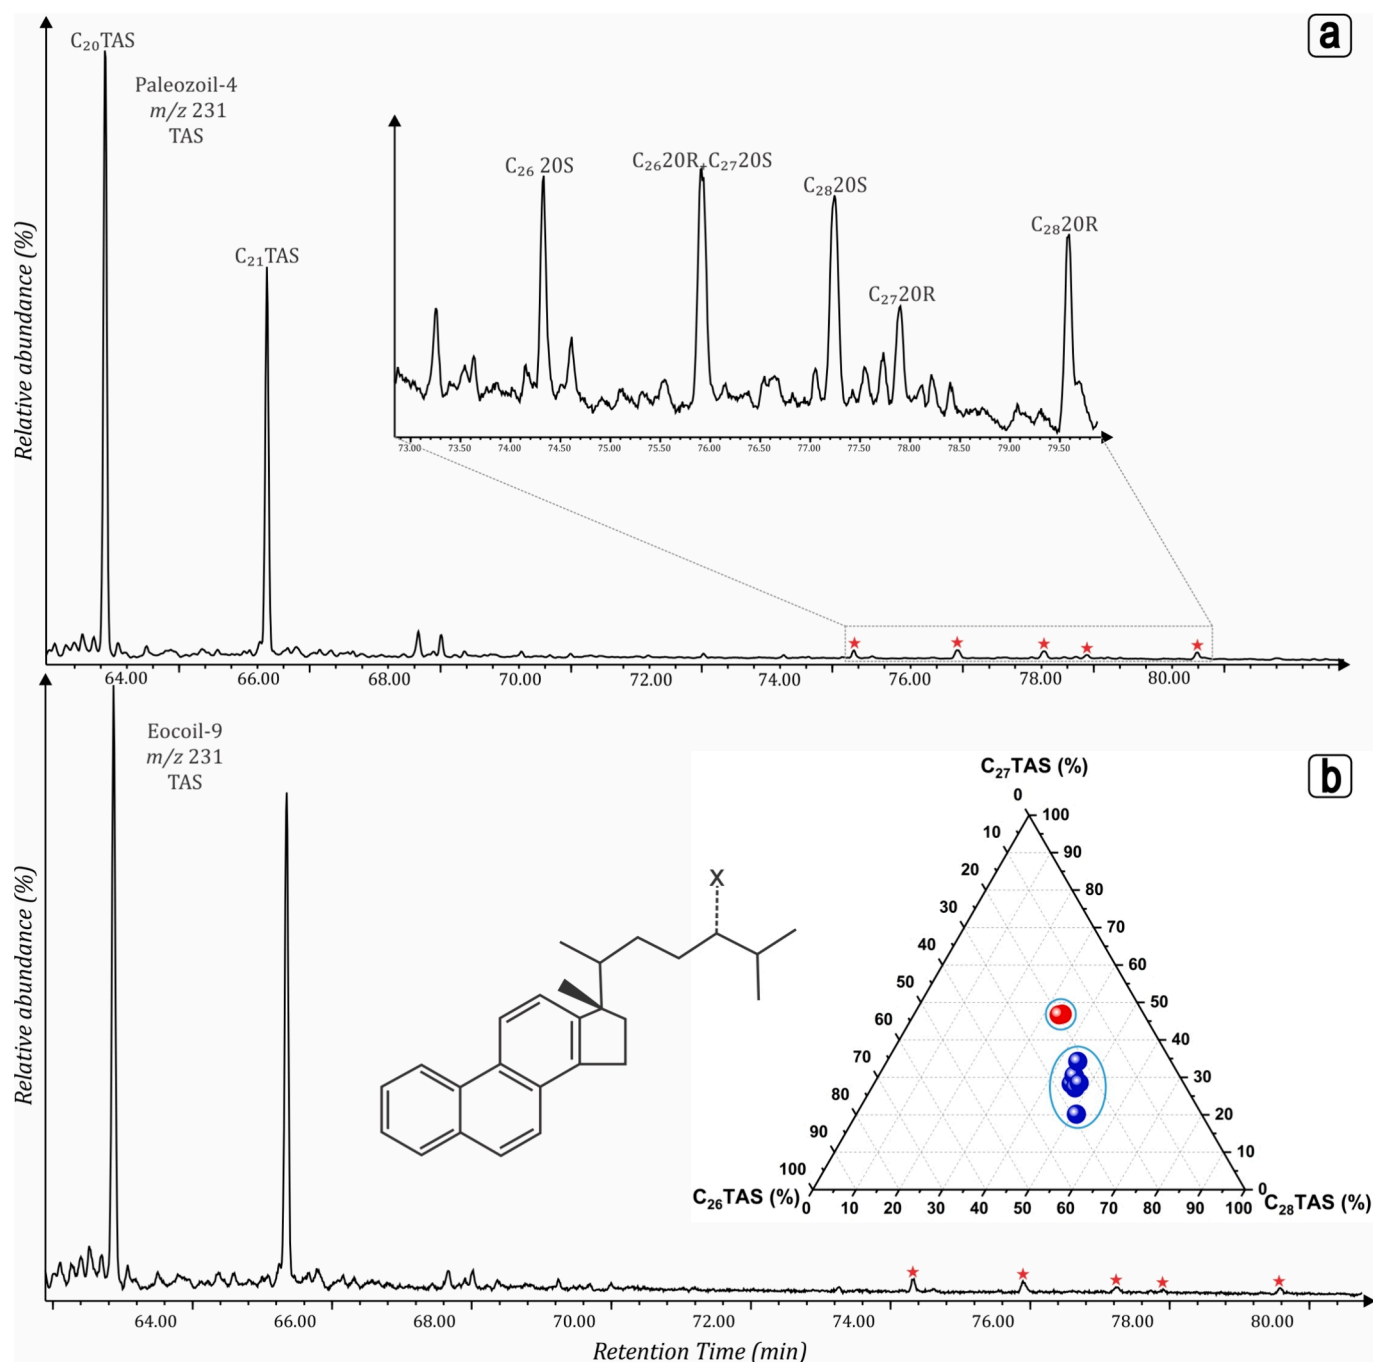 a
C₂₀TAS
Paleozoil-4
m/z 231
TAS
C₂₁TAS
C₂₆ 20S
C₂₆20R+C₂₇20S
C₂₈20S
C₂₇20R
C₂₈20R
Relative abundance (%)
73.00 73.50 74.00 74.50 75.00 75.50 76.00 76.50 77.00 77.50 78.00 78.50 79.00 79.50
64.00 66.00 68.00 70.00 72.00 74.00 76.00 78.00 80.00
b
Eocoil-9
m/z 231
TAS
Relative abundance (%)
X
C₂₇TAS (%)
0 10 20 30 40 50 60 70 80 90 100
100 90 80 70 60 50 40 30 20 10 0
C₂₆TAS (%)
0 10 20 30 40 50 60 70 80 90 100
C₂₈TAS (%)
64.00 66.00 68.00 70.00 72.00 74.00 76.00 78.00 80.00
Retention Time (min)